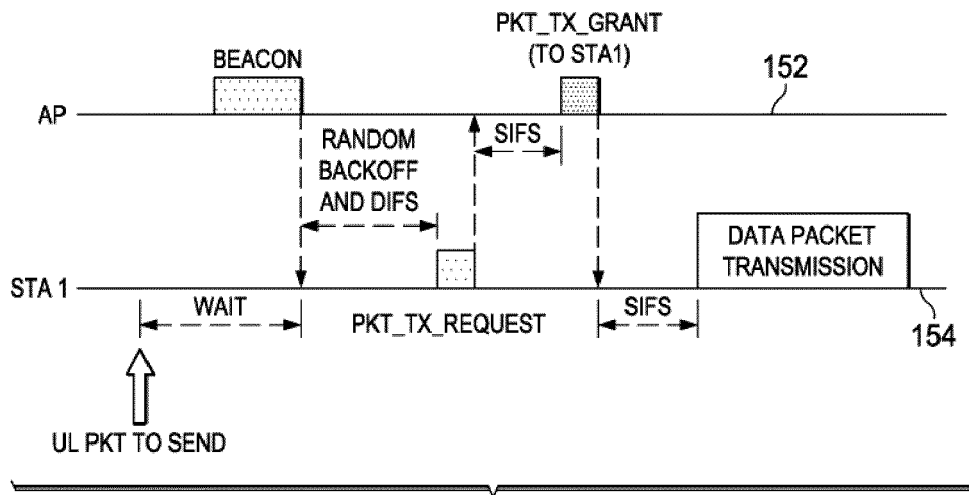 PKT_TX_GRANT
(TO STA1)
BEACON
152
AP
RANDOM
BACKOFF
AND DIFS
SIFS
DATA PACKET
TRANSMISSION
STA 1
WAIT
PKT_TX_REQUEST
SIFS
154
UL PKT TO SEND